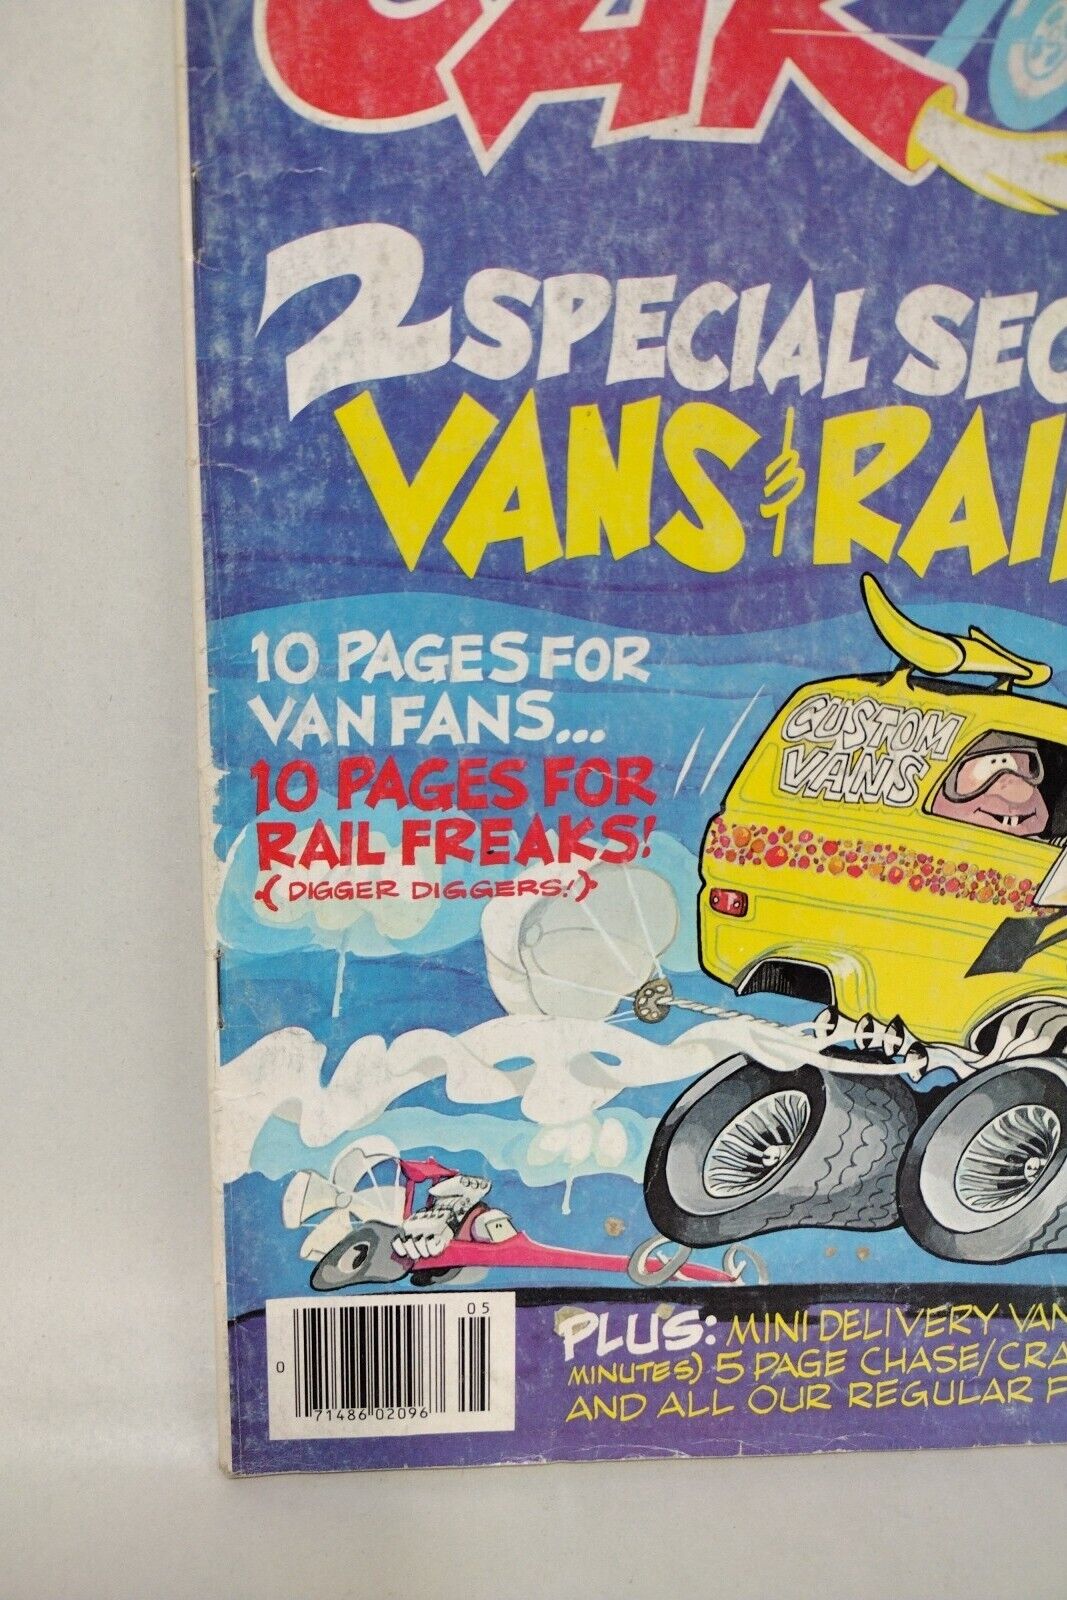 CAR
2 SPECIAL SEC
VANS & RAI
10 PAGES FOR
VAN FANS...
10 PAGES FOR
RAIL FREAKS!
{DIGGER DIGGERS!}
CUSTOM
VANS
05
0
71486 02096
PLUS: MINI DELIVERY VAN
MINUTES) 5 PAGE CHASE/CRA
AND ALL OUR REGULAR F